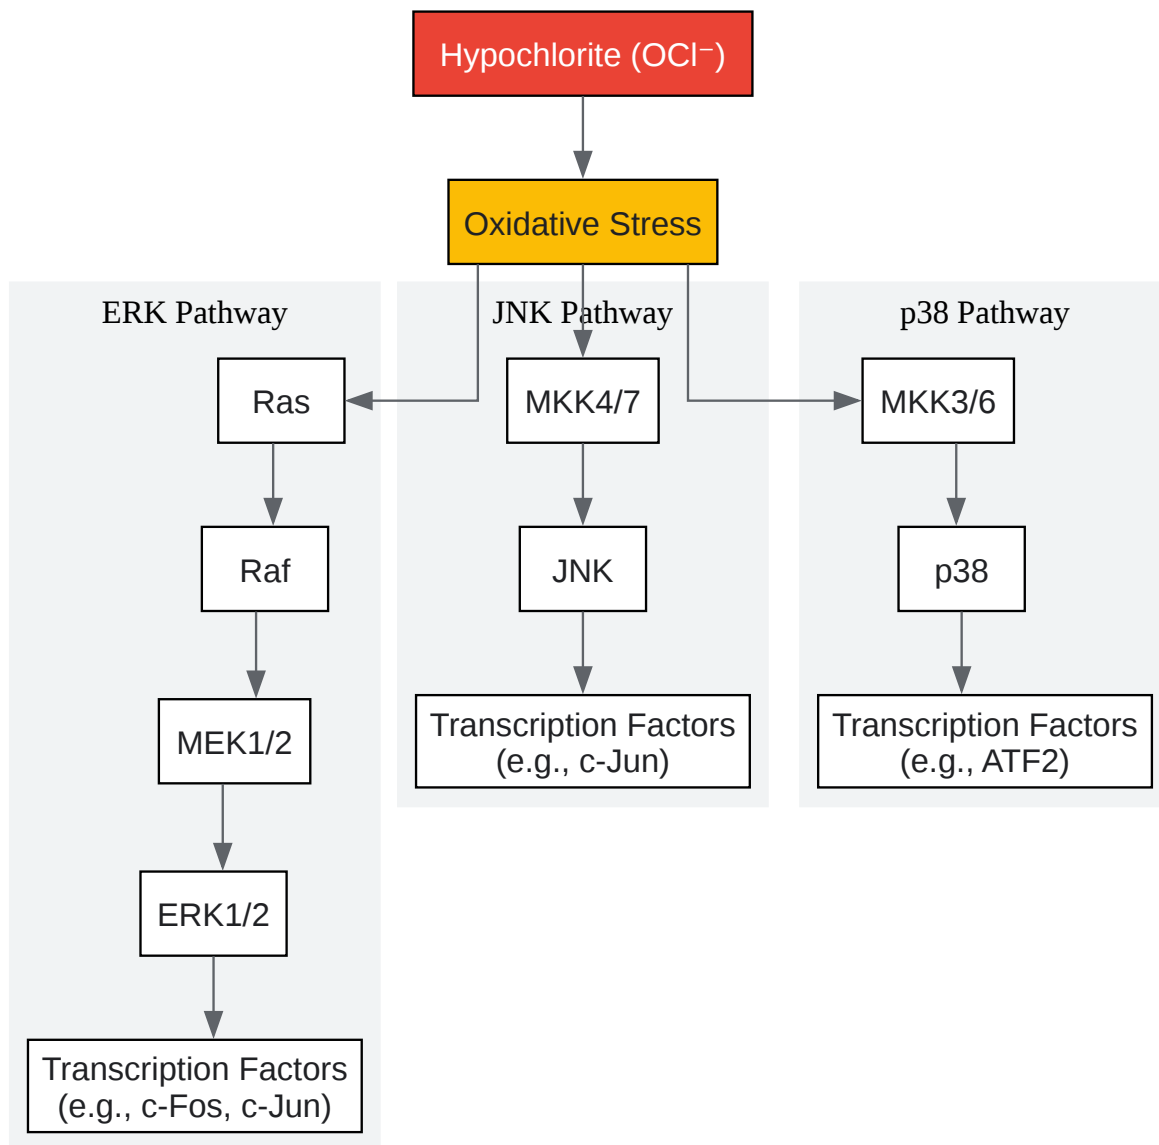 Hypochlorite (OCl⁻)
Oxidative Stress
ERK Pathway
Ras
Raf
MEK1/2
ERK1/2
Transcription Factors
(e.g., c-Fos, c-Jun)
JNK Pathway
MKK4/7
JNK
Transcription Factors
(e.g., c-Jun)
p38 Pathway
MKK3/6
p38
Transcription Factors
(e.g., ATF2)